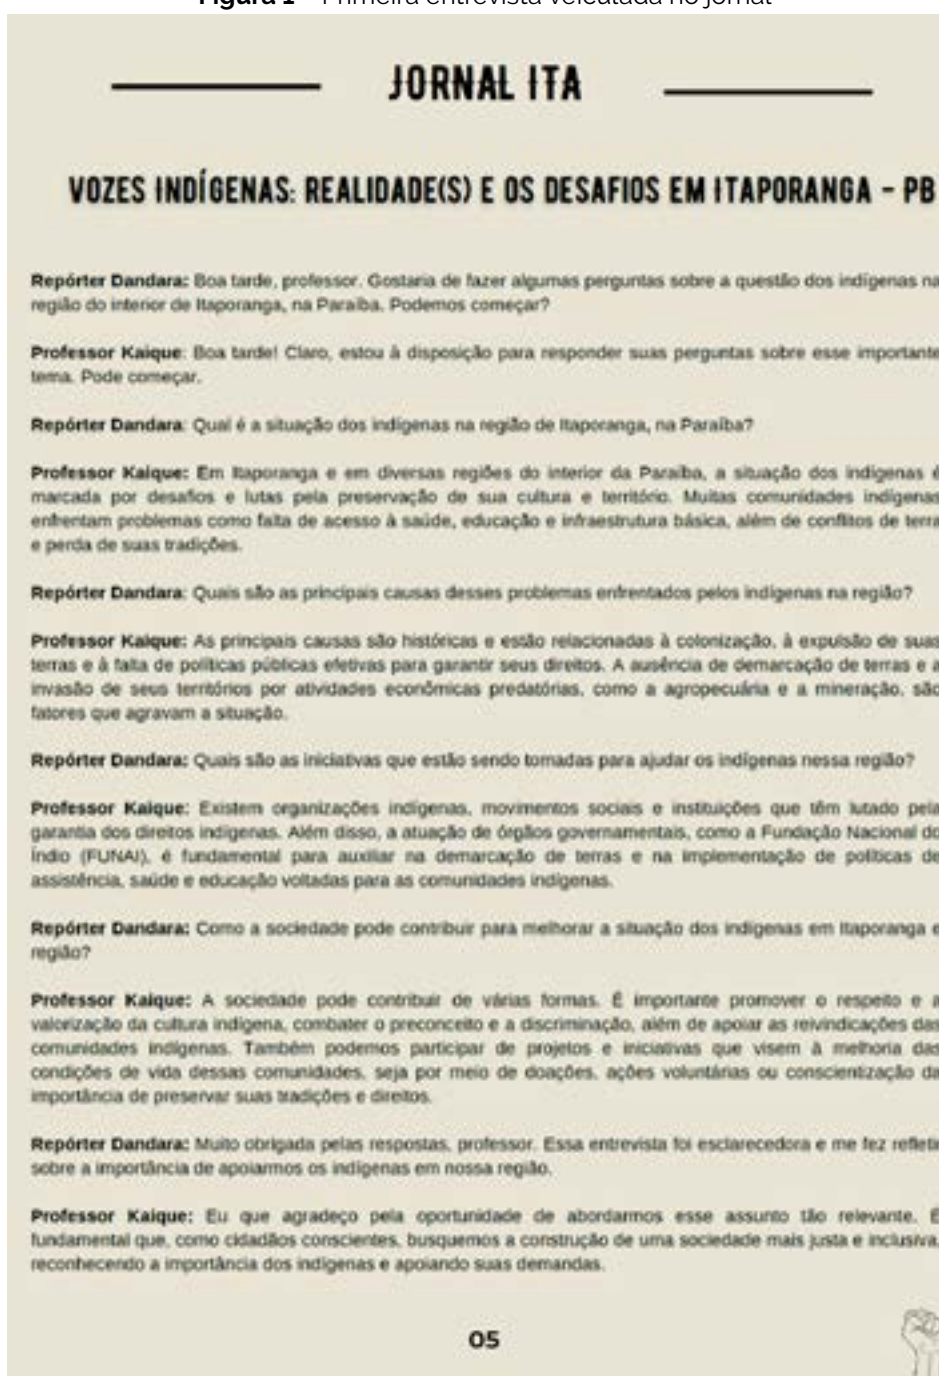 Figura 1 – Primeira entrevista veiculada no jornal
JORNAL ITA
VOZES INDÍGENAS: REALIDADE(S) E OS DESAFIOS EM ITAPORANGA – PB
Repórter Dandara: Boa tarde, professor. Gostaria de fazer algumas perguntas sobre a questão dos indígenas na
região do interior de Itaporanga, na Paraíba. Podemos começar?
Professor Kaique: Boa tarde! Claro, estou à disposição para responder suas perguntas sobre esse importante
tema. Pode começar.
Repórter Dandara: Qual é a situação dos indígenas na região de Itaporanga, na Paraíba?
Professor Kaique: Em Itaporanga e em diversas regiões do interior da Paraíba, a situação dos indígenas é
marcada por desafios e lutas pela preservação de sua cultura e território. Muitas comunidades indígenas
enfrentam problemas como falta de acesso à saúde, educação e infraestrutura básica, além de conflitos de terra
e perda de suas tradições.
Repórter Dandara: Quais são as principais causas desses problemas enfrentados pelos indígenas na região?
Professor Kaique: As principais causas são históricas e estão relacionadas à colonização, à expulsão de suas
terras e à falta de políticas públicas efetivas para garantir seus direitos. A ausência de demarcação de terras e a
invasão de seus territórios por atividades econômicas predatórias, como a agropecuária e a mineração, são
fatores que agravam a situação.
Repórter Dandara: Quais são as iniciativas que estão sendo tomadas para ajudar os indígenas nessa região?
Professor Kaique: Existem organizações indígenas, movimentos sociais e instituições que têm lutado pela
garantia dos direitos indígenas. Além disso, a atuação de órgãos governamentais, como a Fundação Nacional do
Índio (FUNAI), é fundamental para auxiliar na demarcação de terras e na implementação de políticas de
assistência, saúde e educação voltadas para as comunidades indígenas.
Repórter Dandara: Como a sociedade pode contribuir para melhorar a situação dos indígenas em Itaporanga e
região?
Professor Kaique: A sociedade pode contribuir de várias formas. É importante promover o respeito e a
valorização da cultura indígena, combater o preconceito e a discriminação, além de apoiar as reivindicações das
comunidades indígenas. Também podemos participar de projetos e iniciativas que visem à melhoria das
condições de vida dessas comunidades, seja por meio de doações, ações voluntárias ou conscientização da
importância de preservar suas tradições e direitos.
Repórter Dandara: Muito obrigada pelas respostas, professor. Essa entrevista foi esclarecedora e me fez refletir
sobre a importância de apoiarmos os indígenas em nossa região.
Professor Kaique: Eu que agradeço pela oportunidade de abordarmos esse assunto tão relevante. É
fundamental que, como cidadãos conscientes, busquemos a construção de uma sociedade mais justa e inclusiva,
reconhecendo a importância dos indígenas e apoiando suas demandas.
05